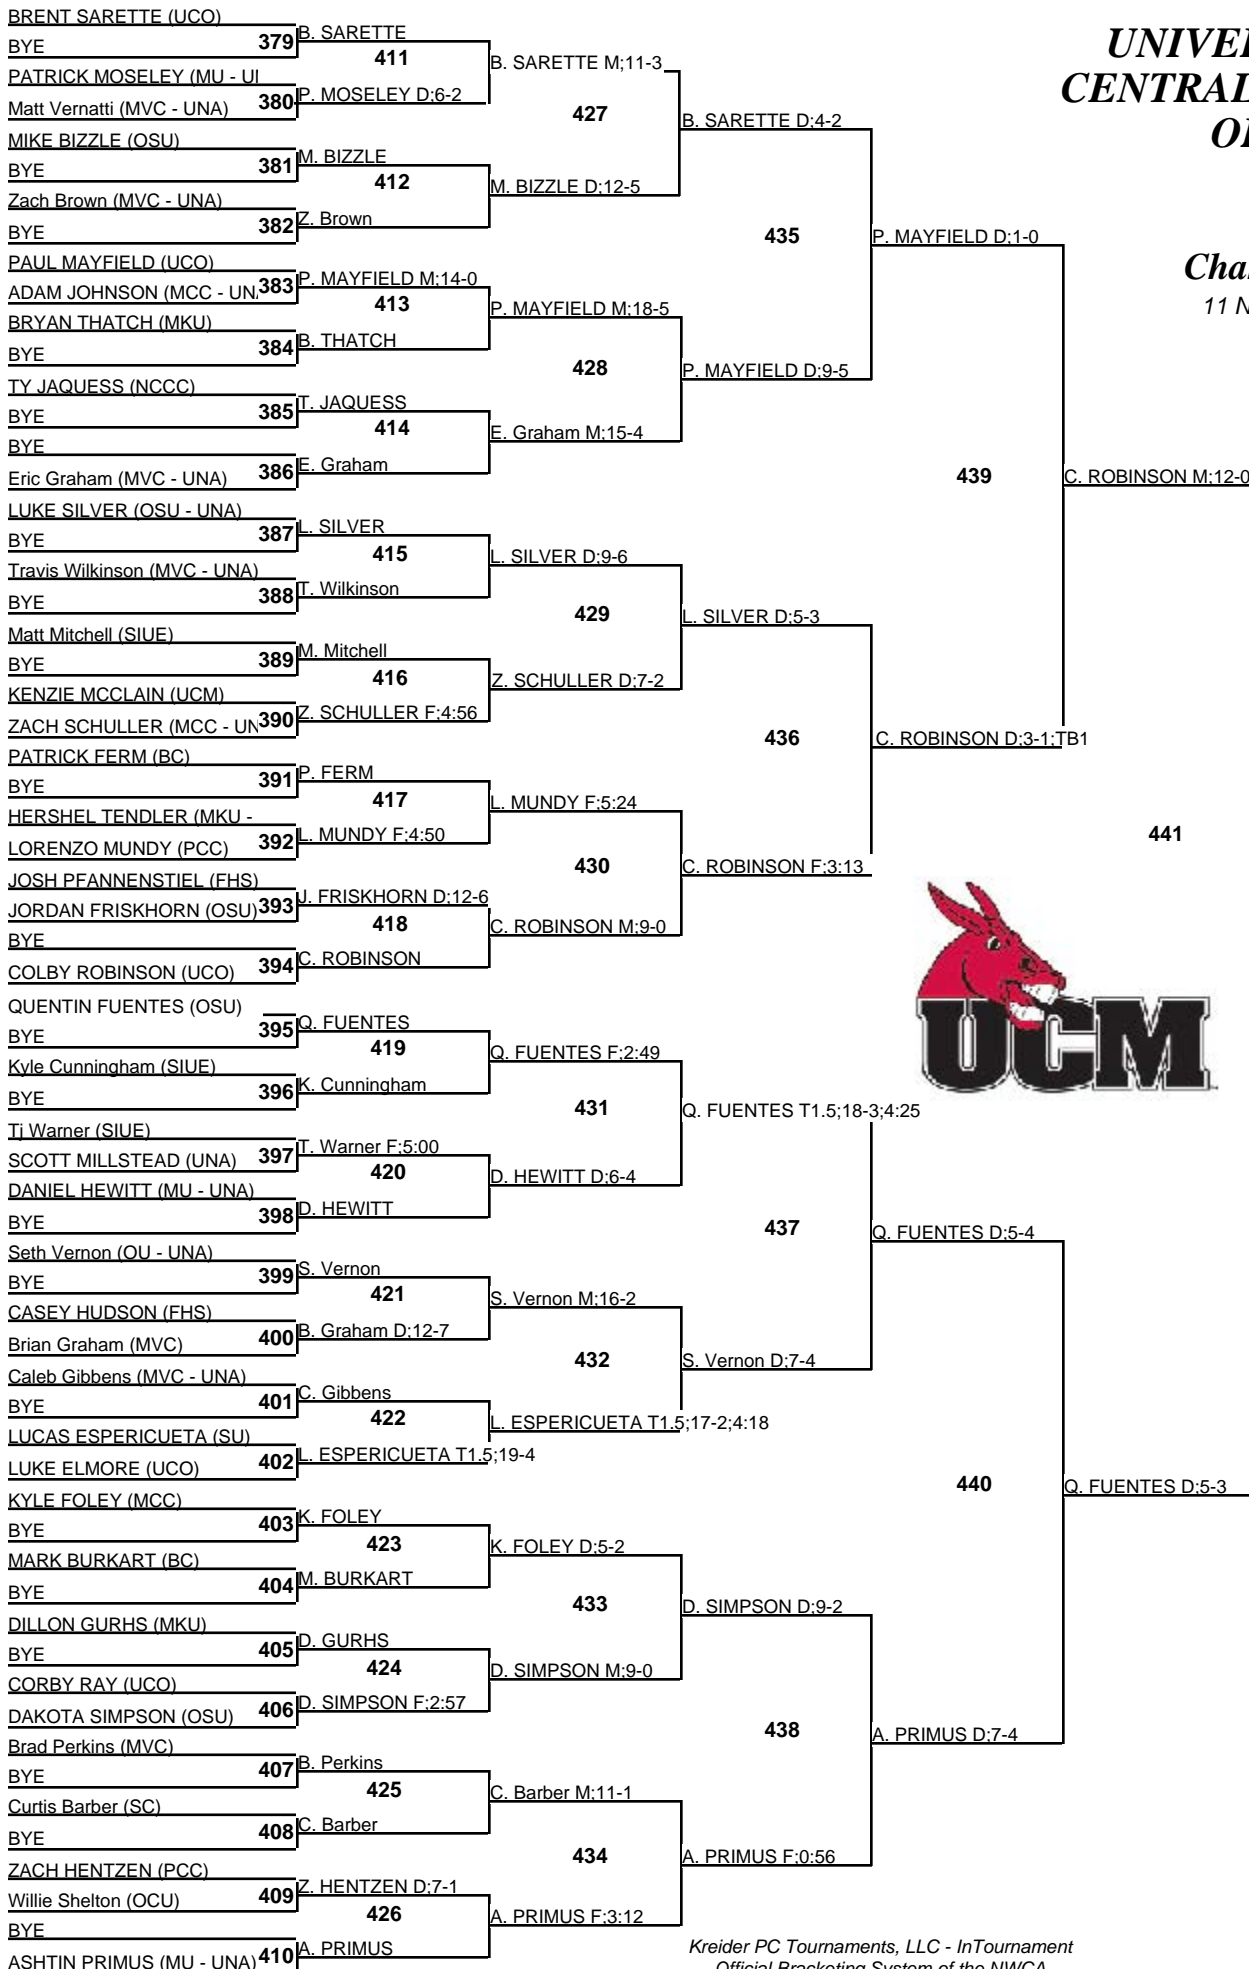 BRENT SARETTE (UCO)
BYE
379
PATRICK MOSELEY (MU -
Matt Vernatti (MVC - UNA)
380
MIKE BIZZLE (OSU)
BYE
381
Zach Brown (MVC - UNA)
BYE
382
PAUL MAYFIELD (UCO)
ADAM JOHNSON (MCC -
383
BRYAN THATCH (MKU)
BYE
384
TY JAQUESS (NCCC)
BYE
385
BYE
Eric Graham (MVC - UNA)
386
LUKE SILVER (OSU - UNA)
BYE
387
Travis Wilkinson (MVC - UNA)
BYE
388
Matt Mitchell (SIUE)
BYE
389
KENZIE MCCLAIN (UCM)
ZACH SCHULLER (MCC -
390
PATRICK FERM (BC)
BYE
391
HERSHEL TENDLER (MKU -
LORENZO MUNDY (PCC)
392
JOSH PFANNENSTIEL (FHS)
JORDAN FRISKHORN (OSU)
393
BYE
COLBY ROBINSON (UCO)
394
QUENTIN FUENTES (OSU)
BYE
395
Kyle Cunningham (SIUE)
BYE
396
Tj Warner (SIUE)
SCOTT MILLSTEAD (UNA)
397
DANIEL HEWITT (MU - UNA)
BYE
398
Seth Vernon (OU - UNA)
BYE
399
CASEY HUDSON (FHS)
Brian Graham (MVC)
400
Caleb Gibbens (MVC - UNA)
BYE
401
LUCAS ESPERICUETA (SU)
LUKE ELMORE (UCO)
402
KYLE FOLEY (MCC)
BYE
403
MARK BURKART (BC)
BYE
404
DILLON GURHS (MKU)
BYE
405
CORBY RAY (UCO)
DAKOTA SIMPSON (OSU)
406
Brad Perkins (MVC)
BYE
407
Curtis Barber (SC)
BYE
408
ZACH HENTZEN (PCC)
Willie Shelton (OCU)
409
BYE
ASHTIN PRIMUS (MU - UNA)
410
B. SARETTE
411
P. MOSELEY D;6-2
M. BIZZLE
412
Z. Brown
P. MAYFIELD M;14-0
413
B. THATCH
T. JAQUESS
414
E. Graham
L. SILVER
415
T. Wilkinson
M. Mitchell
416
Z. SCHULLER F;4:56
P. FERM
417
L. MUNDY F;4:50
J. FRISKHORN D;12-6
418
C. ROBINSON
Q. FUENTES
419
K. Cunningham
T. Warner F;5:00
420
D. HEWITT
S. Vernon
421
B. Graham D;12-7
C. Gibbens
422
L. ESPERICUETA T1.5;19-4
K. FOLEY
423
M. BURKART
D. GURHS
424
D. SIMPSON F;2:57
B. Perkins
425
C. Barber
Z. HENTZEN D;7-1
426
A. PRIMUS
B. SARETTE M;11-3
427
M. BIZZLE D;12-5
P. MAYFIELD M;18-5
428
E. Graham M;15-4
L. SILVER D;9-6
429
Z. SCHULLER D;7-2
L. MUNDY F;5:24
430
C. ROBINSON M;9-0
Q. FUENTES F;2:49
431
D. HEWITT D;6-4
S. Vernon M;16-2
432
L. ESPERICUETA T1.5;17-2;4:18
K. FOLEY D;5-2
433
D. SIMPSON M;9-0
C. Barber M;11-1
434
A. PRIMUS F;3:12
B. SARETTE D;4-2
435
P. MAYFIELD D;9-5
L. SILVER D;5-3
436
C. ROBINSON F;3:13
Q. FUENTES T1.5;18-3;4:25
437
S. Vernon D;7-4
D. SIMPSON D;9-2
438
A. PRIMUS F;0:56
P. MAYFIELD D;1-0
439
C. ROBINSON D;3-1;TB1
Q. FUENTES D;5-4
440
A. PRIMUS D;7-4
C. ROBINSON M;12-0
441
Q. FUENTES D;5-3
CENTRAL
11
UCM
Kreider PC Tournaments, LLC - InTournament
Official Bracketing System of the NWCA